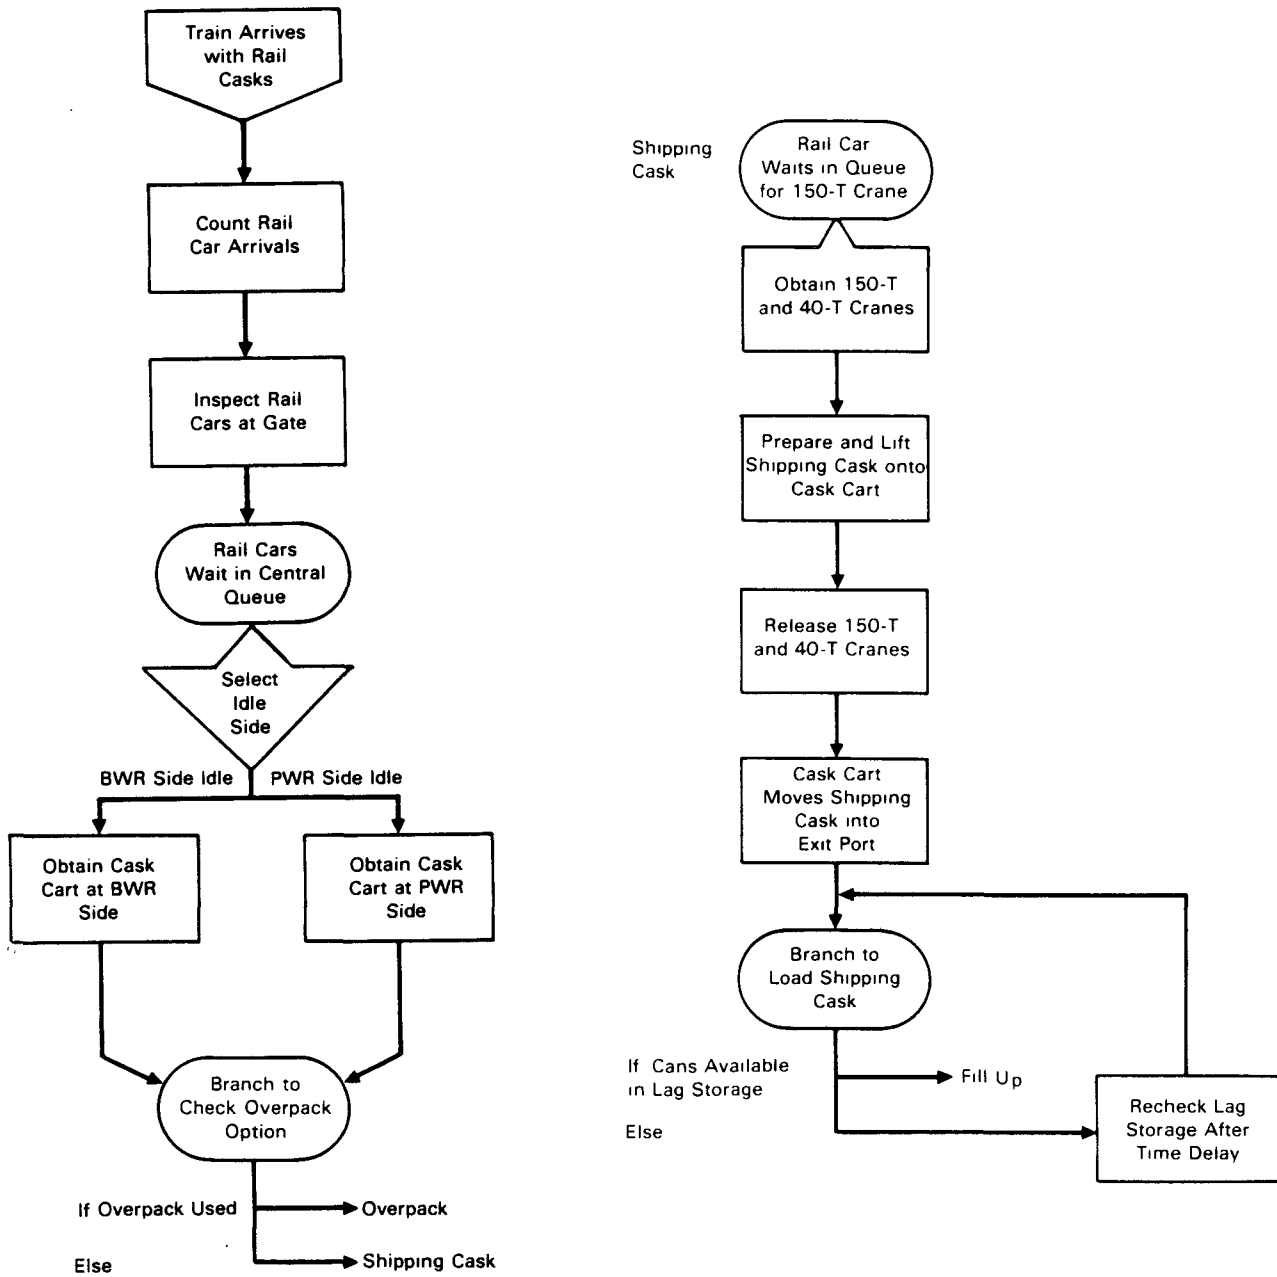 Train Arrives
with Rail
Casks
Count Rail
Car Arrivals
Inspect Rail
Cars at Gate
Rail Cars
Wait in Central
Queue
Select
Idle
Side
BWR Side Idle
PWR Side Idle
Obtain Cask
Cart at BWR
Side
Obtain Cask
Cart at PWR
Side
Branch to
Check Overpack
Option
If Overpack Used
Overpack
Else
Shipping Cask
Shipping
Cask
Rail Car
Waits in Queue
for 150-T Crane
Obtain 150-T
and 40-T Cranes
Prepare and Lift
Shipping Cask onto
Cask Cart
Release 150-T
and 40-T Cranes
Cask Cart
Moves Shipping
Cask into
Exit Port
Branch to
Load Shipping
Cask
If Cans Available
in Lag Storage
Fill Up
Else
Recheck Lag
Storage After
Time Delay